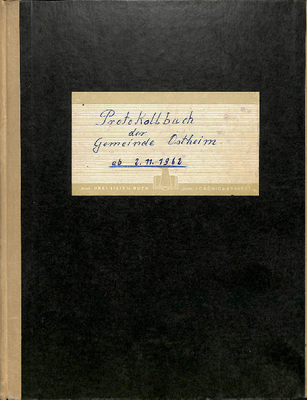 Protokollbuch
der
Gemeinde Ostheim
ab 2.11.1962